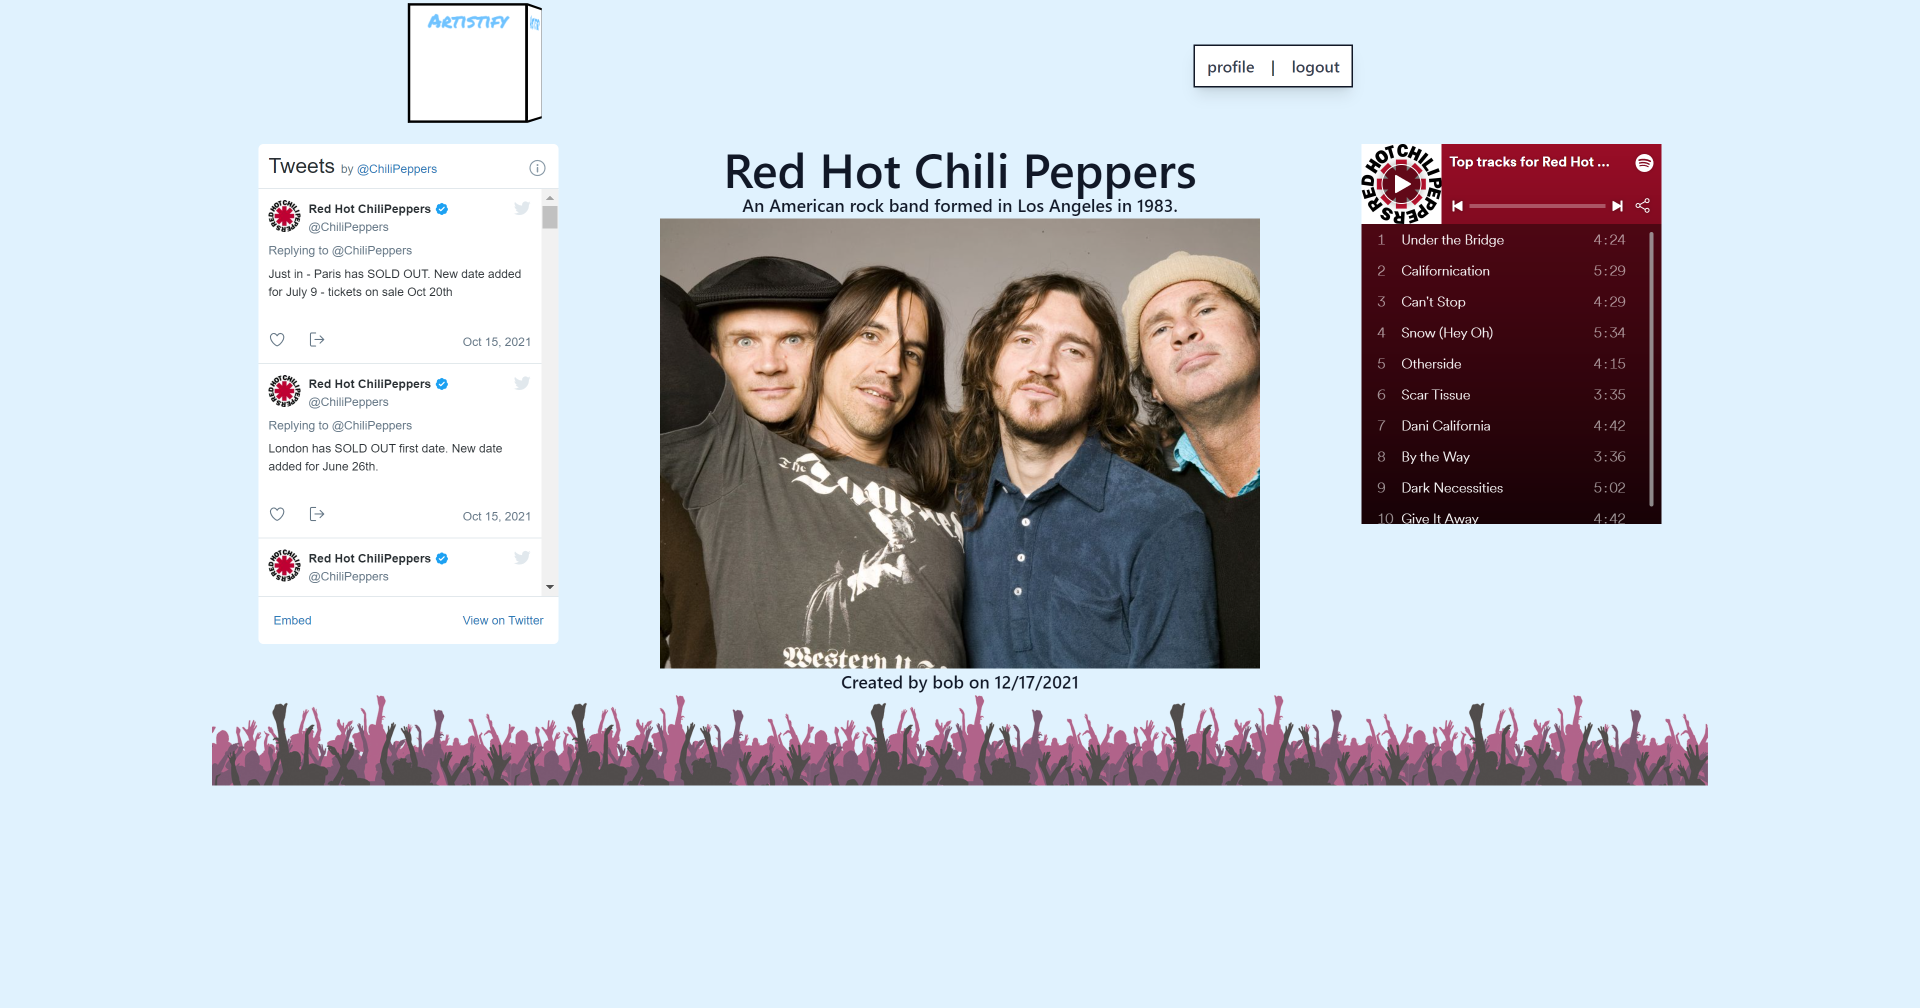 Artistify
profile | logout
Tweets by @ChiliPeppers
Red Hot ChiliPeppers
@ChiliPeppers
Replying to @ChiliPeppers
Just in - Paris has SOLD OUT. New date added
for July 9 - tickets on sale Oct 20th
Oct 15, 2021
Red Hot ChiliPeppers
@ChiliPeppers
Replying to @ChiliPeppers
London has SOLD OUT first date. New date
added for June 26th.
Oct 15, 2021
Red Hot ChiliPeppers
@ChiliPeppers
Embed
View on Twitter
Red Hot Chili Peppers
An American rock band formed in Los Angeles in 1983.
The
Western U
Created by bob on 12/17/2021
RED HOT CHILI PEPPERS
Top tracks for Red Hot ...
1 Under the Bridge 4:24
2 Californication 5:29
3 Can't Stop 4:29
4 Snow (Hey Oh) 5:34
5 Otherside 4:15
6 Scar Tissue 3:35
7 Dani California 4:42
8 By the Way 3:36
9 Dark Necessities 5:02
10 Give It Away 4:42